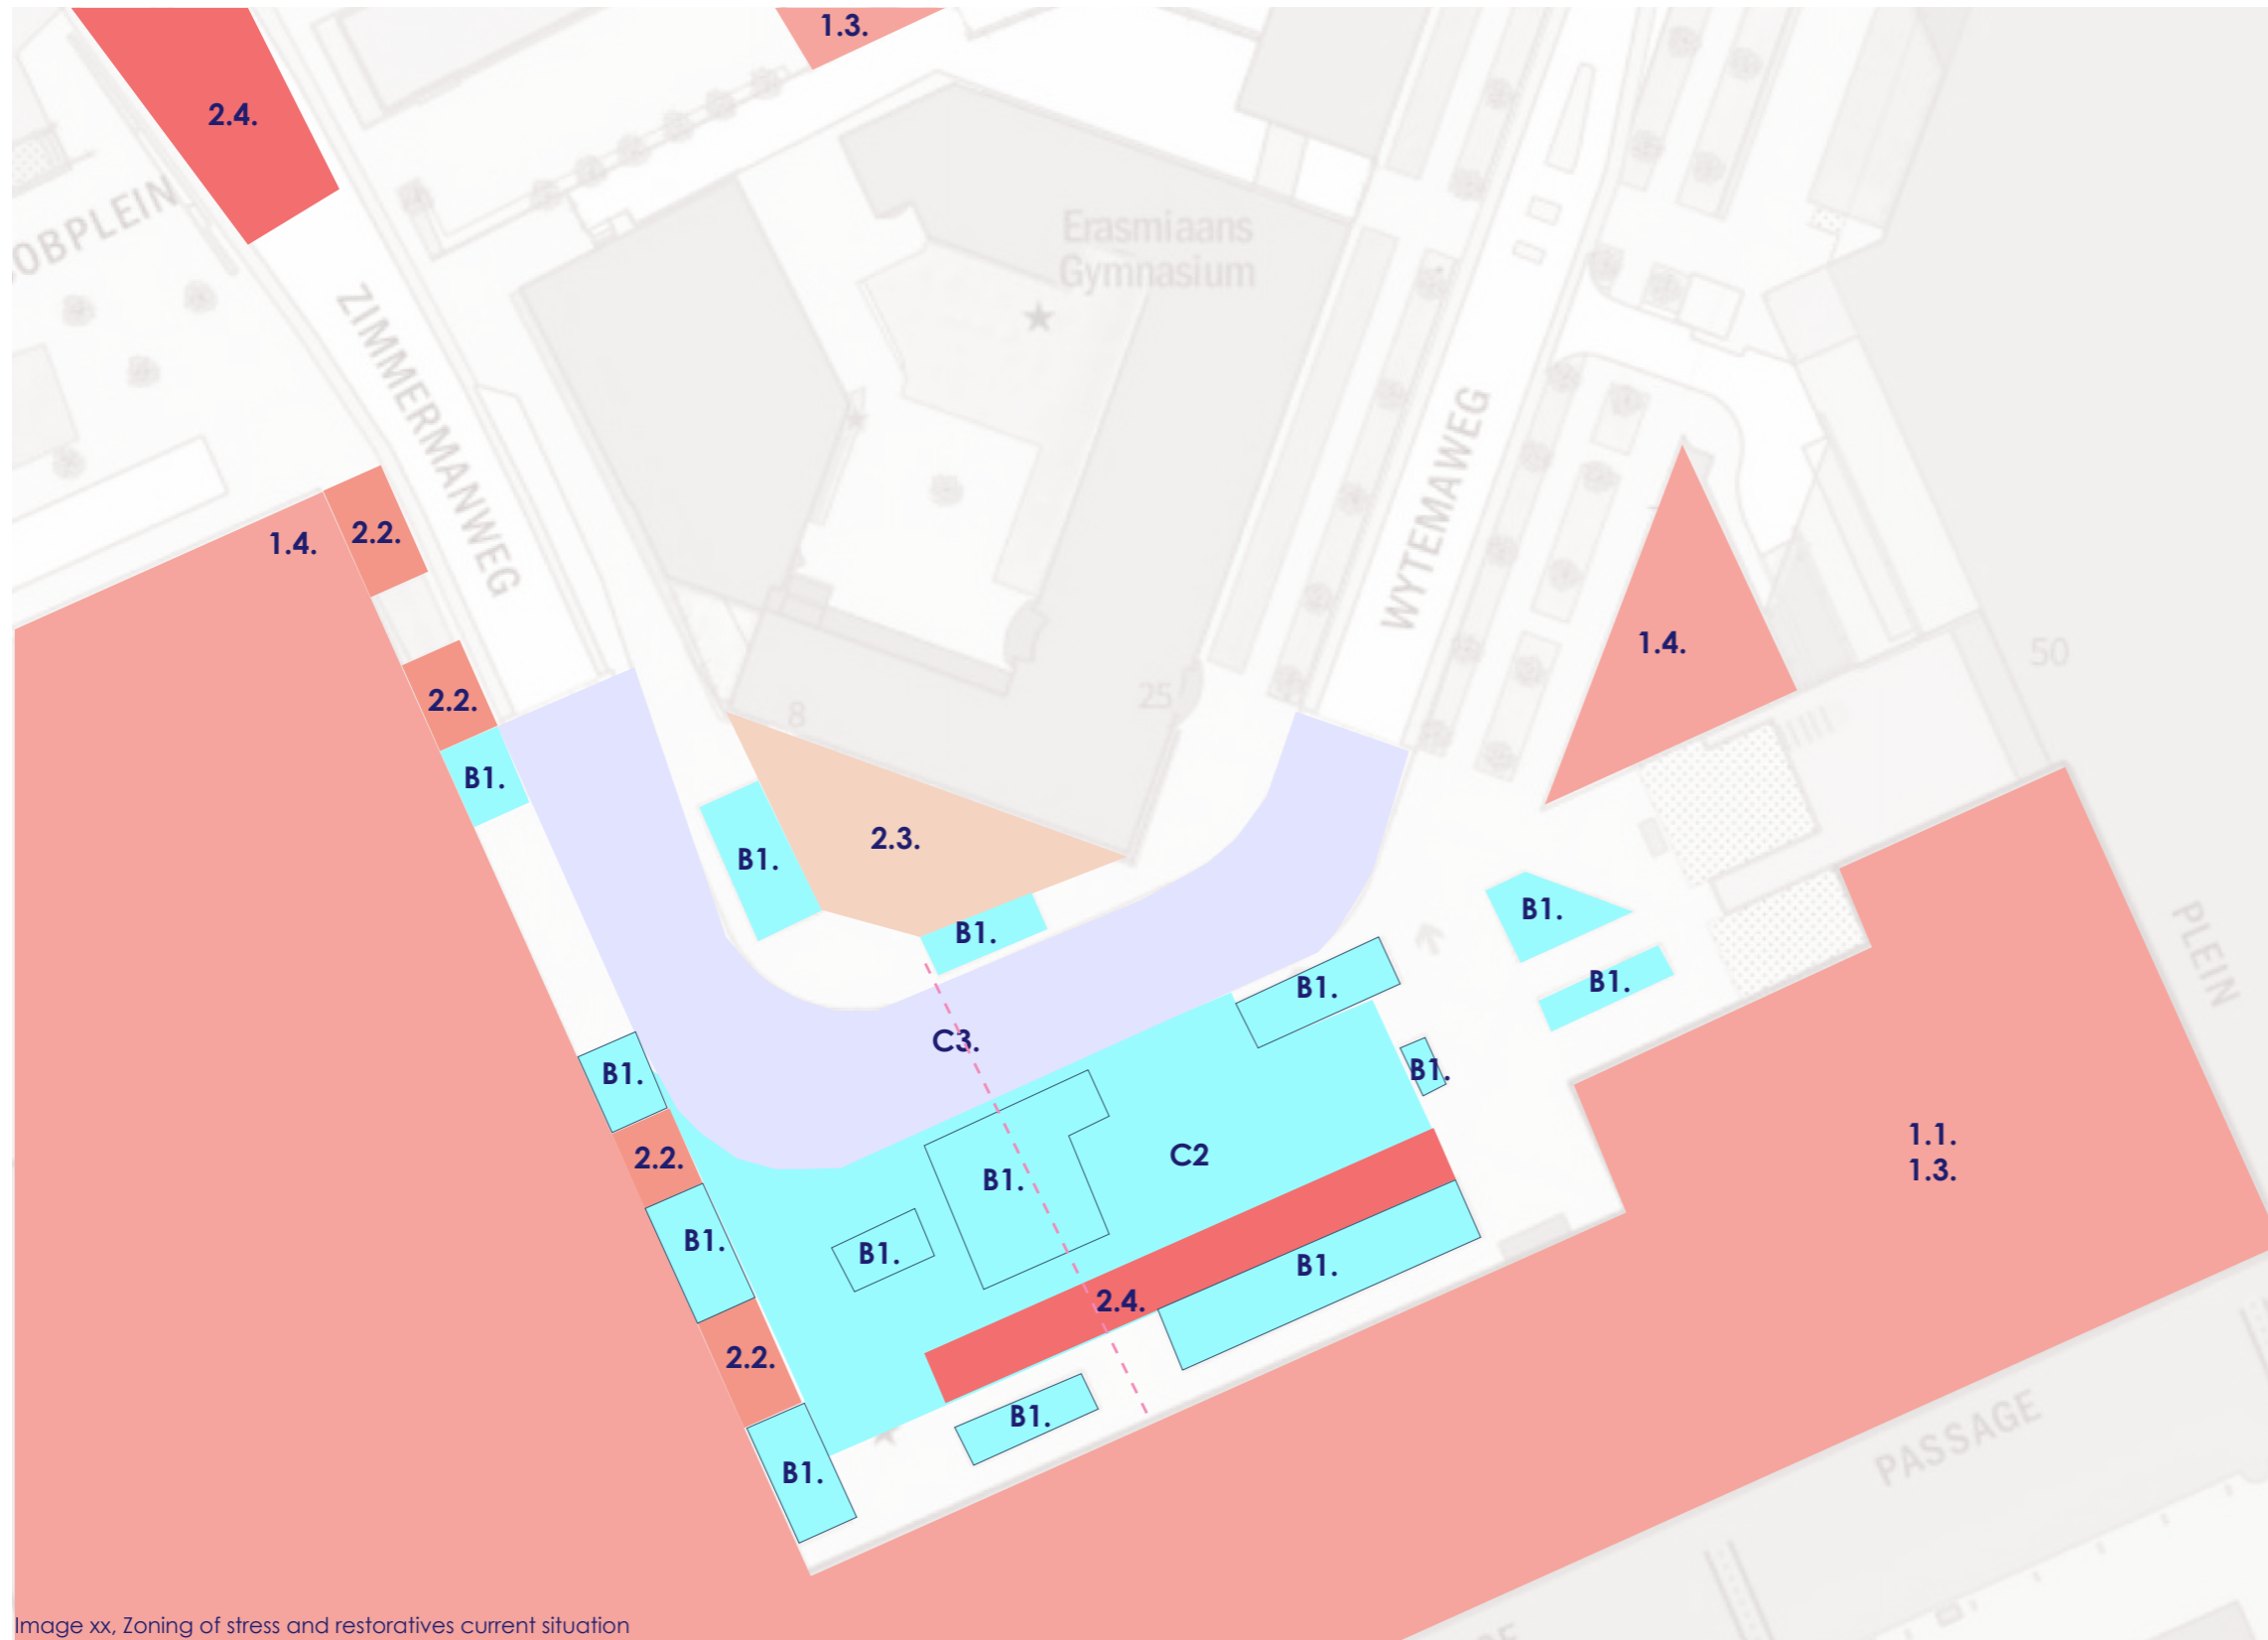 1.3.
2.4.
OBPLEIN
Erasmiaans
Gymnasium
ZIMMERMANWEG
WYTEMAWEG
1.4.
2.2.
1.4.
50
2.2.
25
8
B1.
2.3.
B1.
B1.
B1.
PLEIN
B1.
B1.
C3.
B1.
B1.
1.1.
1.3.
C2
2.2.
B1.
B1.
B1.
B1.
2.4.
2.2.
B1.
PASSAGE
B1.
Image xx, Zoning of stress and restoratives current situation